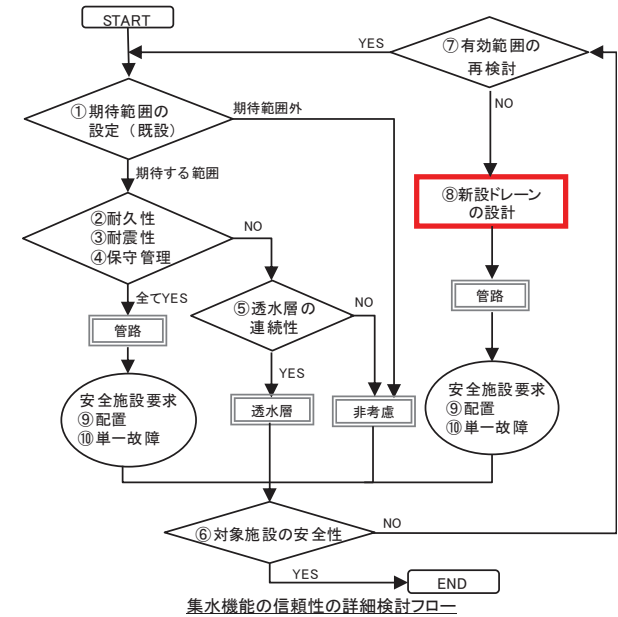 START
YES
⑦有効範囲の
再検討
①期待範囲の
設定（既設）
期待範囲外
NO
期待する範囲
⑧新設ドレーン
の設計
②耐久性
③耐震性
④保守管理
NO
全てYES
⑤透水層の
連続性
NO
管路
管路
YES
安全施設要求
⑨配置
⑩単一故障
透水層
非考慮
安全施設要求
⑨配置
⑩単一故障
⑥対象施設の安全性
NO
YES
END
集水機能の信頼性の詳細検討フロー